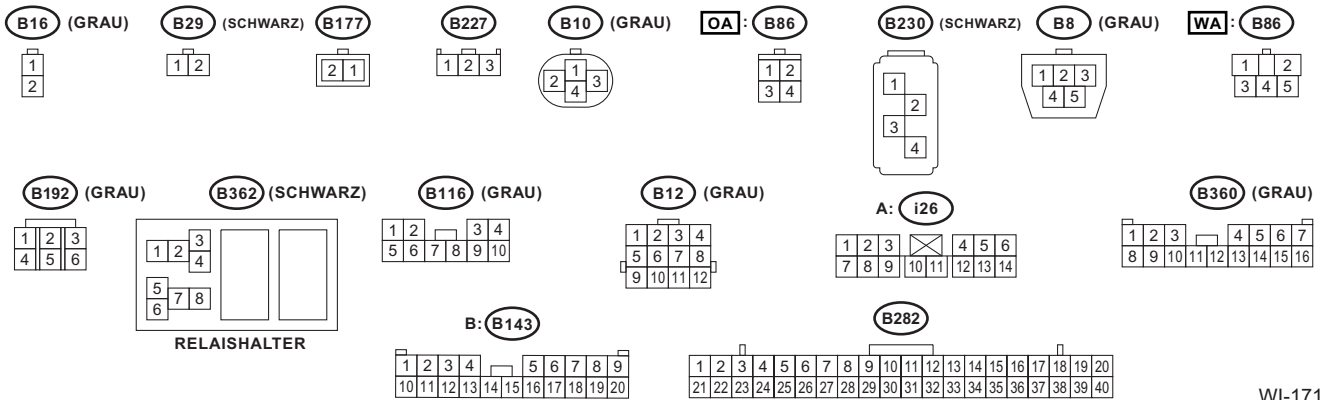 B16 (GRAU) B29 (SCHWARZ) B177 B227 B10 (GRAU) OA : B86 B230 (SCHWARZ) B8 (GRAU) WA : B86
1
2
1 2
2 1
1 2 3
1
2 3
4
1 2
3 4
1
2
3
4
1 2 3
4 5
1 2
3 4 5
B192 (GRAU) B362 (SCHWARZ) B116 (GRAU) B12 (GRAU) A: i26 B360 (GRAU)
1 2 3
4 5 6
1 2 3
4
5
6 7 8
RELAISHALTER
1 2 3 4
5 6 7 8 9 10
1 2 3 4
5 6 7 8
9 10 11 12
1 2 3 4 5 6
7 8 9 10 11 12 13 14
1 2 3 4 5 6 7
8 9 10 11 12 13 14 15 16
B: B143
1 2 3 4 5 6 7 8 9
10 11 12 13 14 15 16 17 18 19 20
B282
1 2 3 4 5 6 7 8 9 10 11 12 13 14 15 16 17 18 19 20
21 22 23 24 25 26 27 28 29 30 31 32 33 34 35 36 37 38 39 40
WI-171